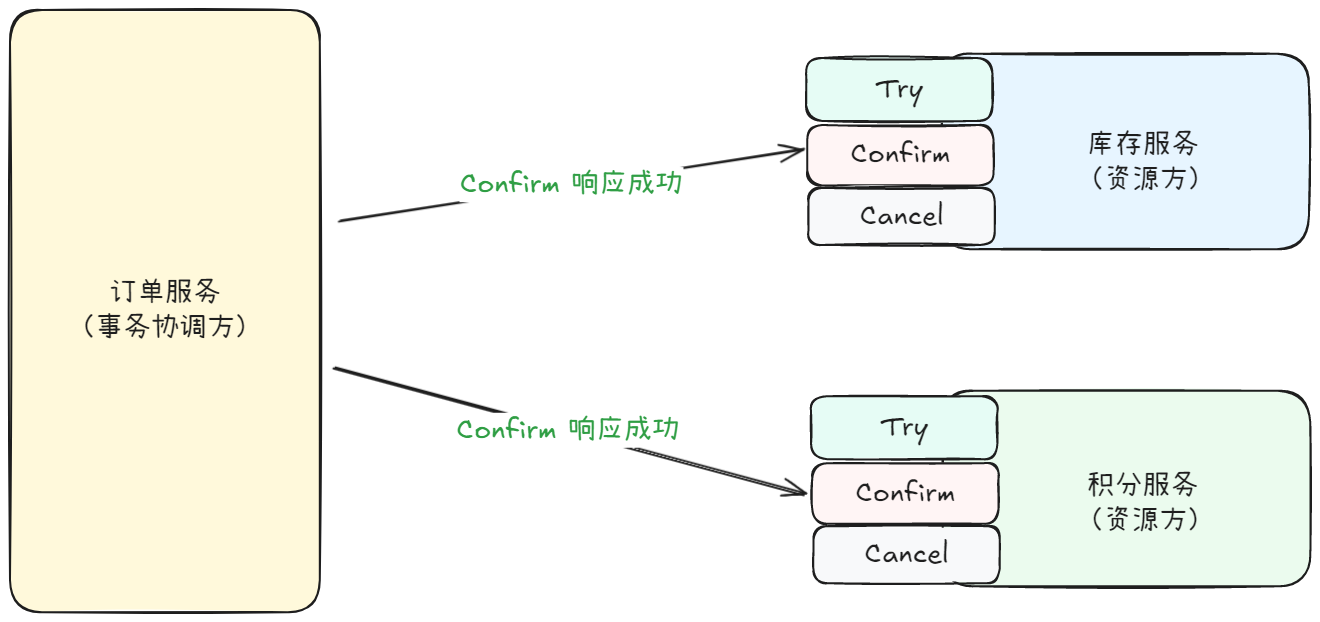 订单服务
（事务协调方）
Confirm 响应成功
Try
Confirm
Cancel
库存服务
（资源方）
Confirm 响应成功
Try
Confirm
Cancel
积分服务
（资源方）